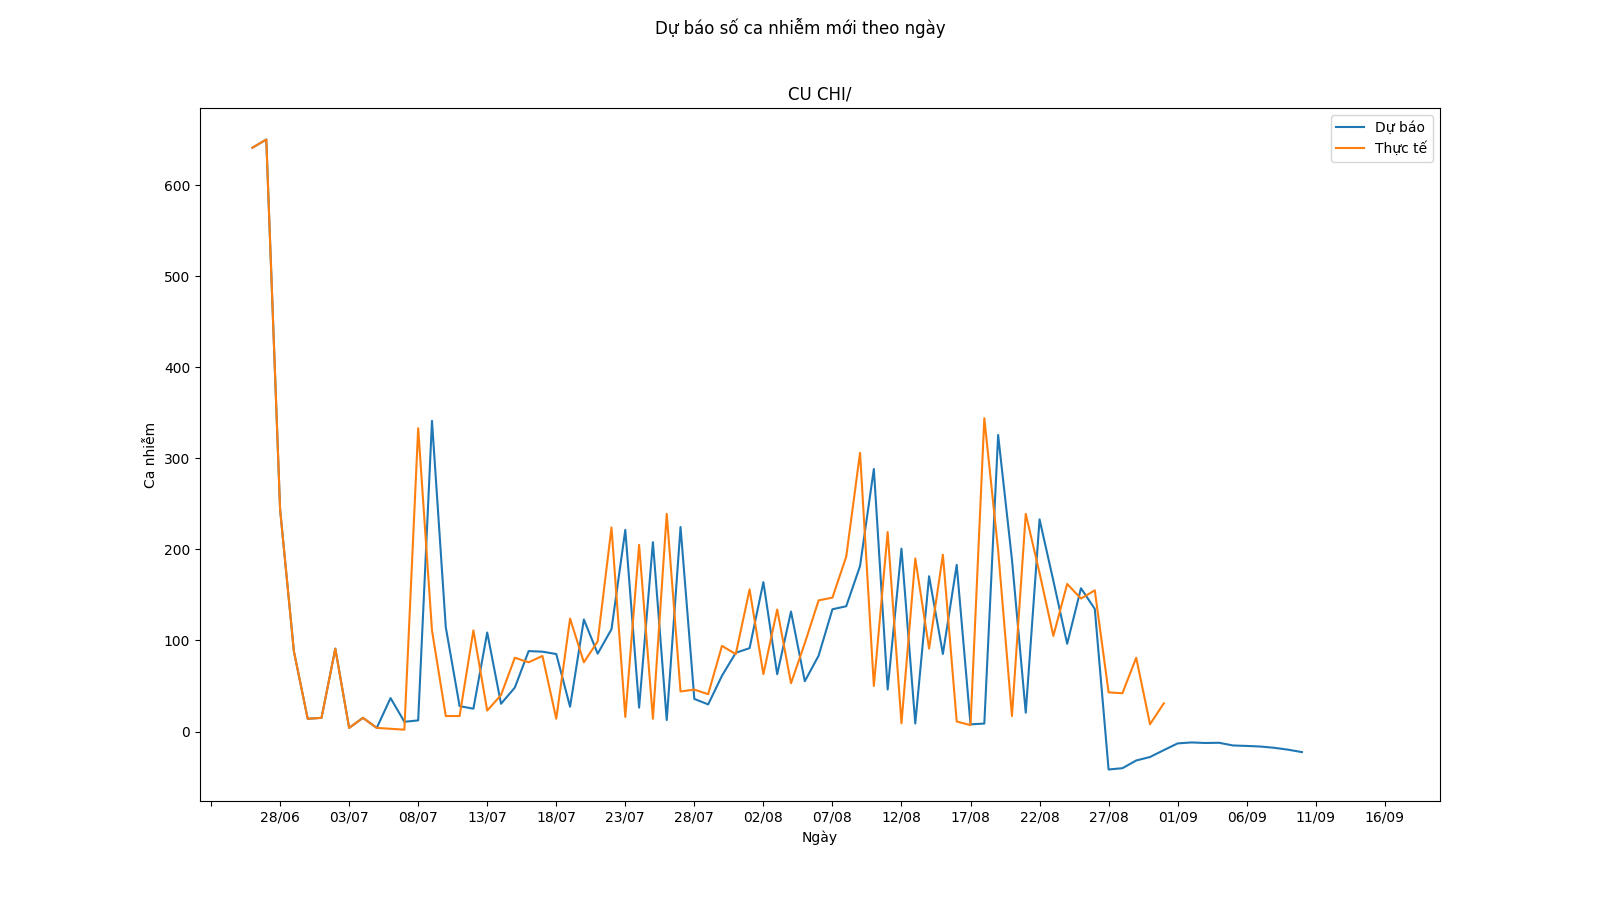 Dự báo số ca nhiễm mới theo ngày
CU CHI/
Dự báo
Thực tế
600
500
400
300
200
100
0
Ca nhiễm
28/06 03/07 08/07 13/07 18/07 23/07 28/07 02/08 07/08 12/08 17/08 22/08 27/08 01/09 06/09 11/09 16/09
Ngày